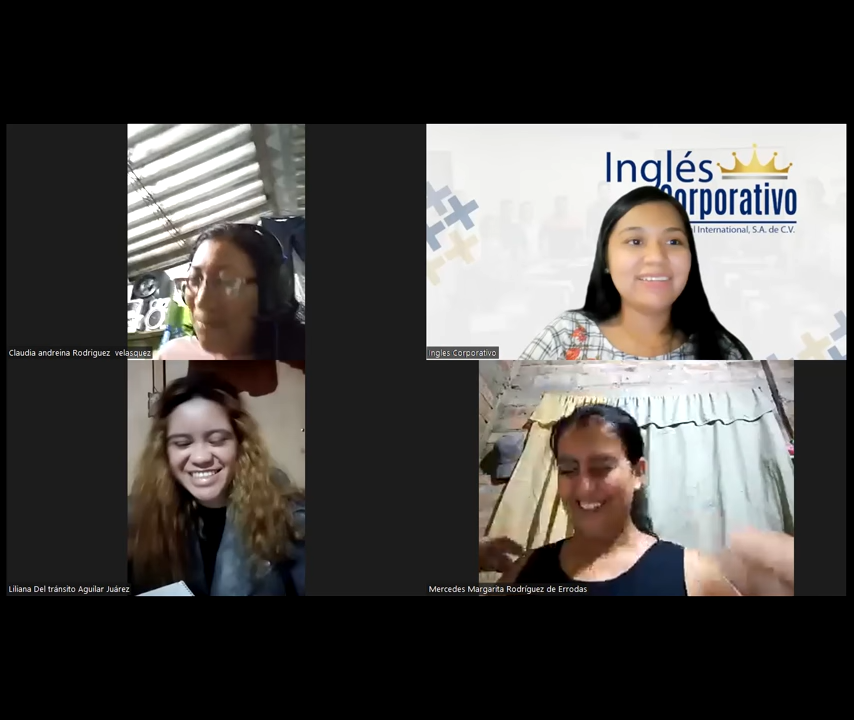 Inglés
Corporativo
l International, S.A. de C.V.
Claudia andreina Rodriguez velasquez
Ingles Corporativo
Liliana Del tránsito Aguilar Juárez
Mercedes Margarita Rodríguez de Errodas